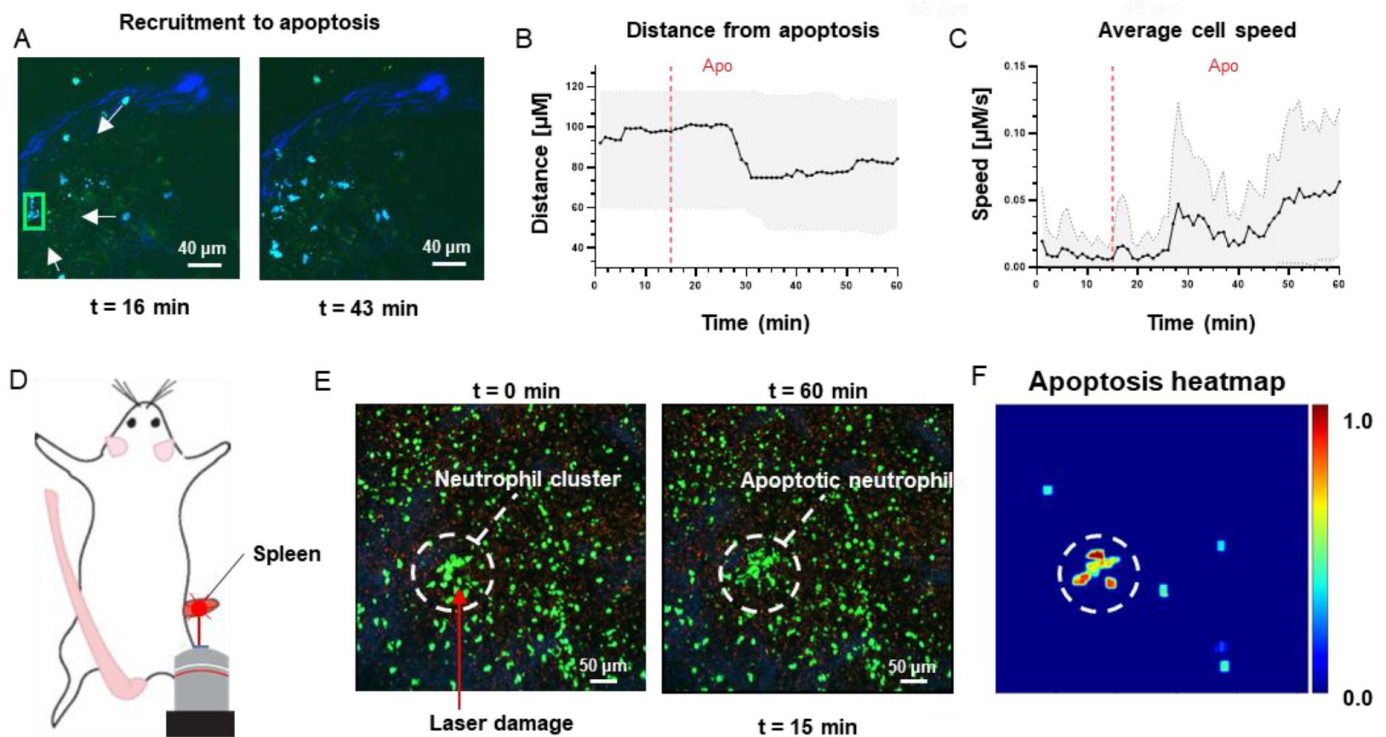 Recruitment to apoptosis
A
40 µm
40 µm
t = 16 min
t = 43 min
B
Distance from apoptosis
Apo
Distance [µM]
120
100
80
60
40
0
10
20
30
40
50
60
Time (min)
C
Average cell speed
Apo
Speed [µM/s]
0.15
0.10
0.05
0.00
0
10
20
30
40
50
60
Time (min)
D
Spleen
E
t = 0 min
t = 60 min
Neutrophil cluster
Apoptotic neutrophils
50 µm
50 µm
Laser damage
t = 15 min
F
Apoptosis heatmap
1.0
0.0